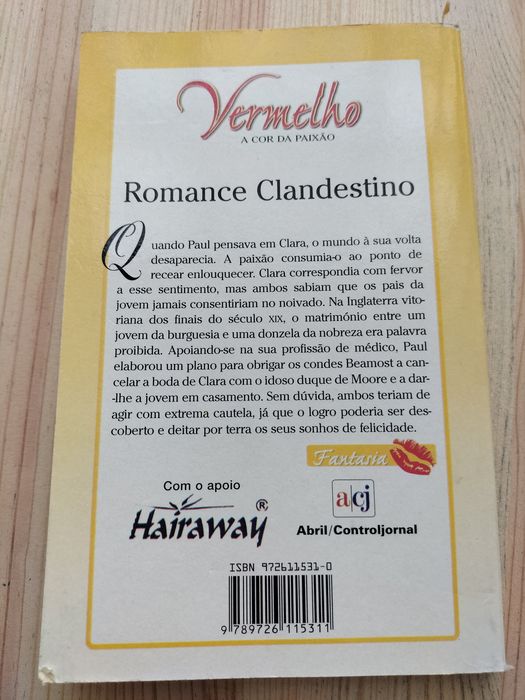 Vermelho
A COR DA PAIXÃO
Romance Clandestino
Quando Paul pensava em Clara, o mundo à sua volta
desaparecia. A paixão consumia-o ao ponto de
recear enlouquecer. Clara correspondia com fervor
a esse sentimento, mas ambos sabiam que os pais da
jovem jamais consentiriam no noivado. Na Inglaterra vito-
riana dos finais do século XIX, o matrimónio entre um
jovem da burguesia e uma donzela da nobreza era palavra
proibida. Apoiando-se na sua profissão de médico, Paul
elaborou um plano para obrigar os condes Beamost a can-
celar a boda de Clara com o idoso duque de Moore e a dar-
-lhe a jovem em casamento. Sem dúvida, ambos teriam de
agir com extrema cautela, já que o logro poderia ser des-
coberto e deitar por terra os seus sonhos de felicidade.
Fantasia
Com o apoio
Hairaway®
a|cj
Abril/Controljornal
ISBN 972611531-0
9 789726 115311